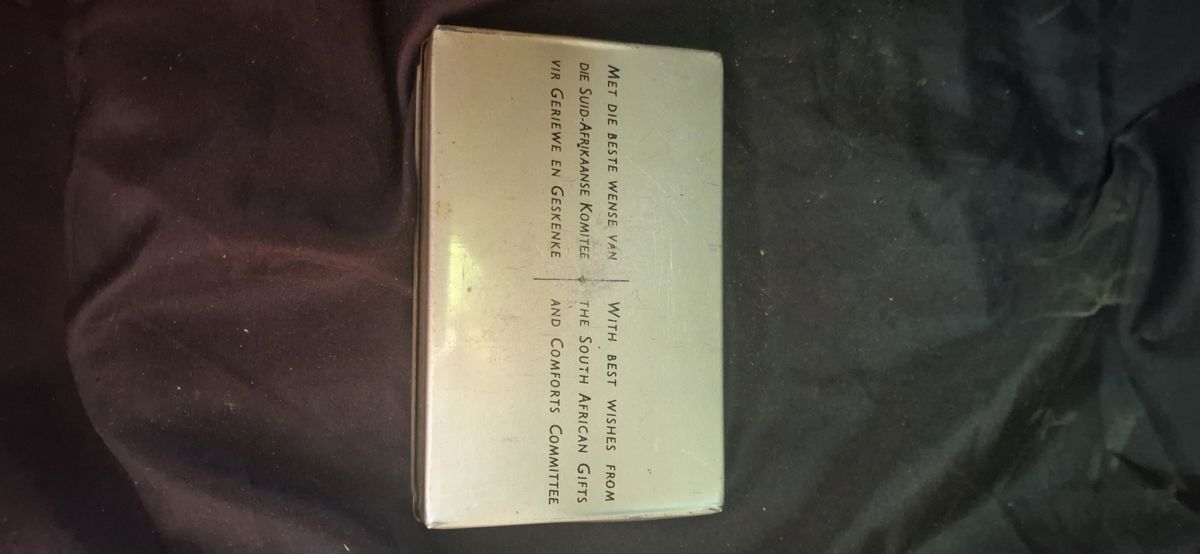 MET DIE BESTE WENSE VAN
DIE SUID-AFRIKAANSE KOMITEE
VIR GERIEWE EN GESKENKE
WITH BEST WISHES FROM
THE SOUTH AFRICAN GIFTS
AND COMFORTS COMMITTEE